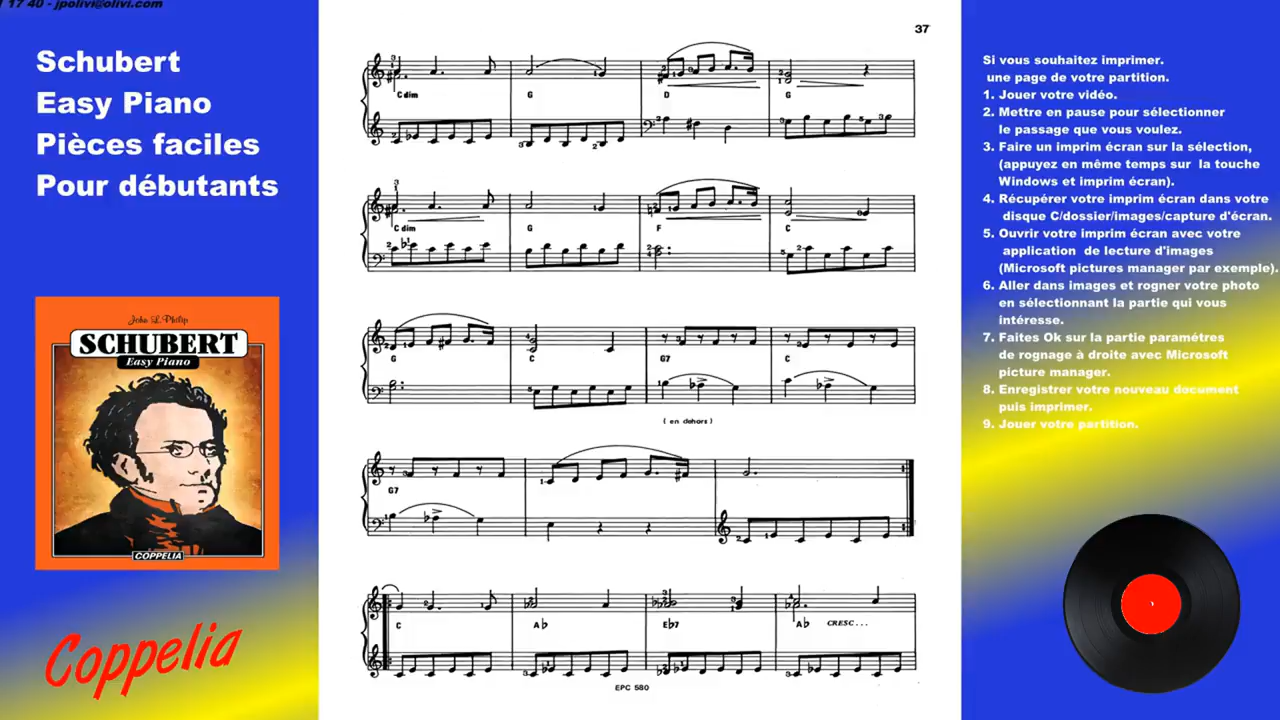 17 40 - jpolivi@olivi.com
Schubert
Easy Piano
Pièces faciles
Pour débutants
John L. Philip
SCHUBERT
Easy Piano
COPPELIA
Coppelia
37
C dim G D G
C dim G F C
G C G7 C
( en dehors )
G7
C A♭ E♭7 A♭ CRESC...
EPC 580
Si vous souhaitez imprimer.
une page de votre partition.
1. Jouer votre vidéo.
2. Mettre en pause pour sélectionner
le passage que vous voulez.
3. Faire un imprim écran sur la sélection,
(appuyez en même temps sur la touche
Windows et imprim écran).
4. Récupérer votre imprim écran dans votre
disque C/dossier/images/capture d'écran.
5. Ouvrir votre imprim écran avec votre
application de lecture d'images
(Microsoft pictures manager par exemple).
6. Aller dans images et rogner votre photo
en sélectionnant la partie qui vous
intéresse.
7. Faites Ok sur la partie paramétres
de rognage à droite avec Microsoft
picture manager.
8. Enregistrer votre nouveau document
puis imprimer.
9. Jouer votre partition.